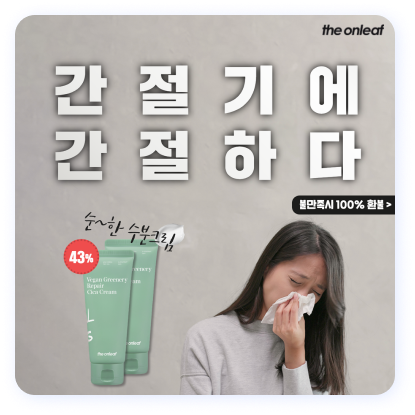 the onleaf
간절기에
간절하다
불만족시 100% 환불 >
순~한 수분크림
43%
Vegan Greenery
Repair
Cica Cream
the onleaf